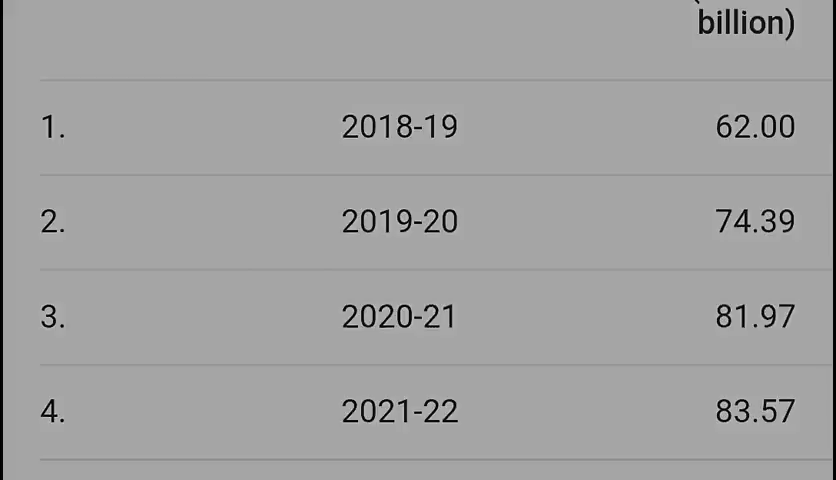 billion)
1. 2018-19 62.00
2. 2019-20 74.39
3. 2020-21 81.97
4. 2021-22 83.57